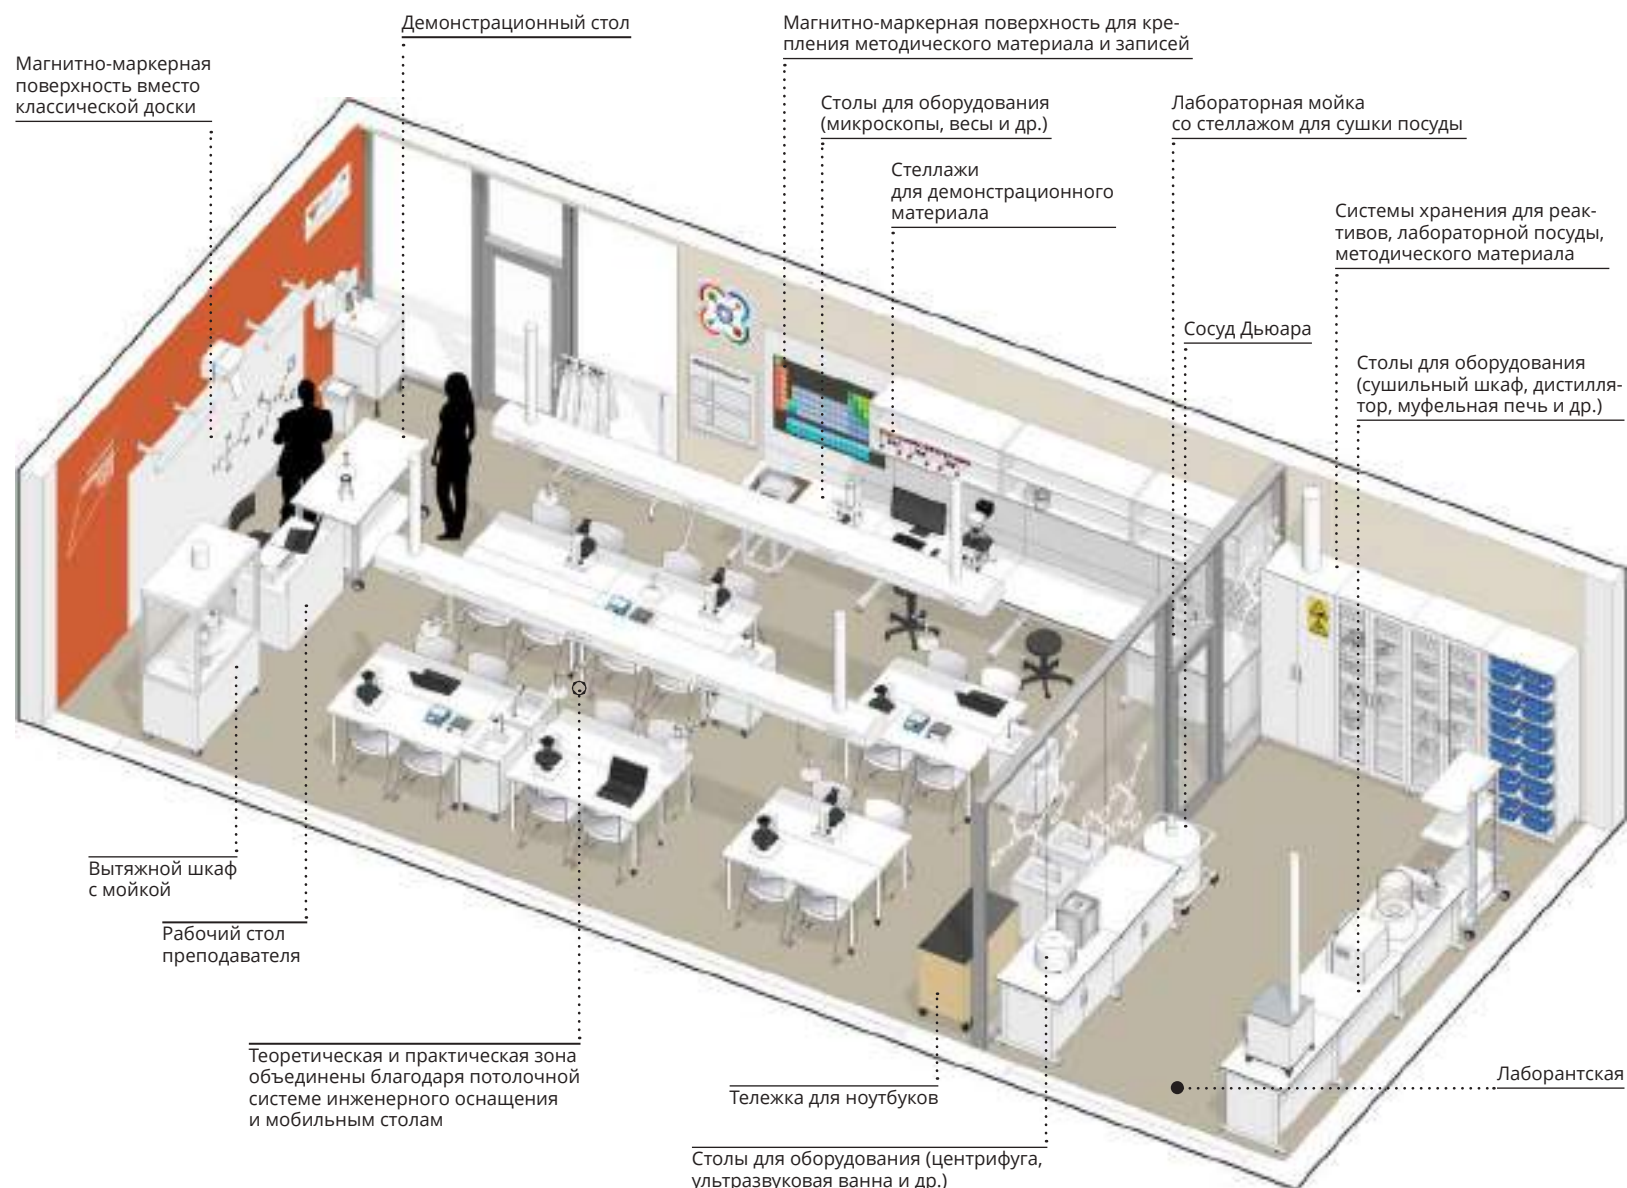 Демонстрационный стол
Магнитно-маркерная поверхность для кре-
пления методического материала и записей
Магнитно-маркерная
поверхность вместо
классической доски
Столы для оборудования
(микроскопы, весы и др.)
Лабораторная мойка
со стеллажом для сушки посуды
Стеллажи
для демонстрационного
материала
Системы хранения для реак-
тивов, лабораторной посуды,
методического материала
Сосуд Дьюара
Столы для оборудования
(сушильный шкаф, дистилля-
тор, муфельная печь и др.)
Вытяжной шкаф
с мойкой
Рабочий стол
преподавателя
Теоретическая и практическая зона
объединены благодаря потолочной
системе инженерного оснащения
и мобильным столам
Тележка для ноутбуков
Лаборантская
Столы для оборудования (центрифуга,
ультразвуковая ванна и др.)